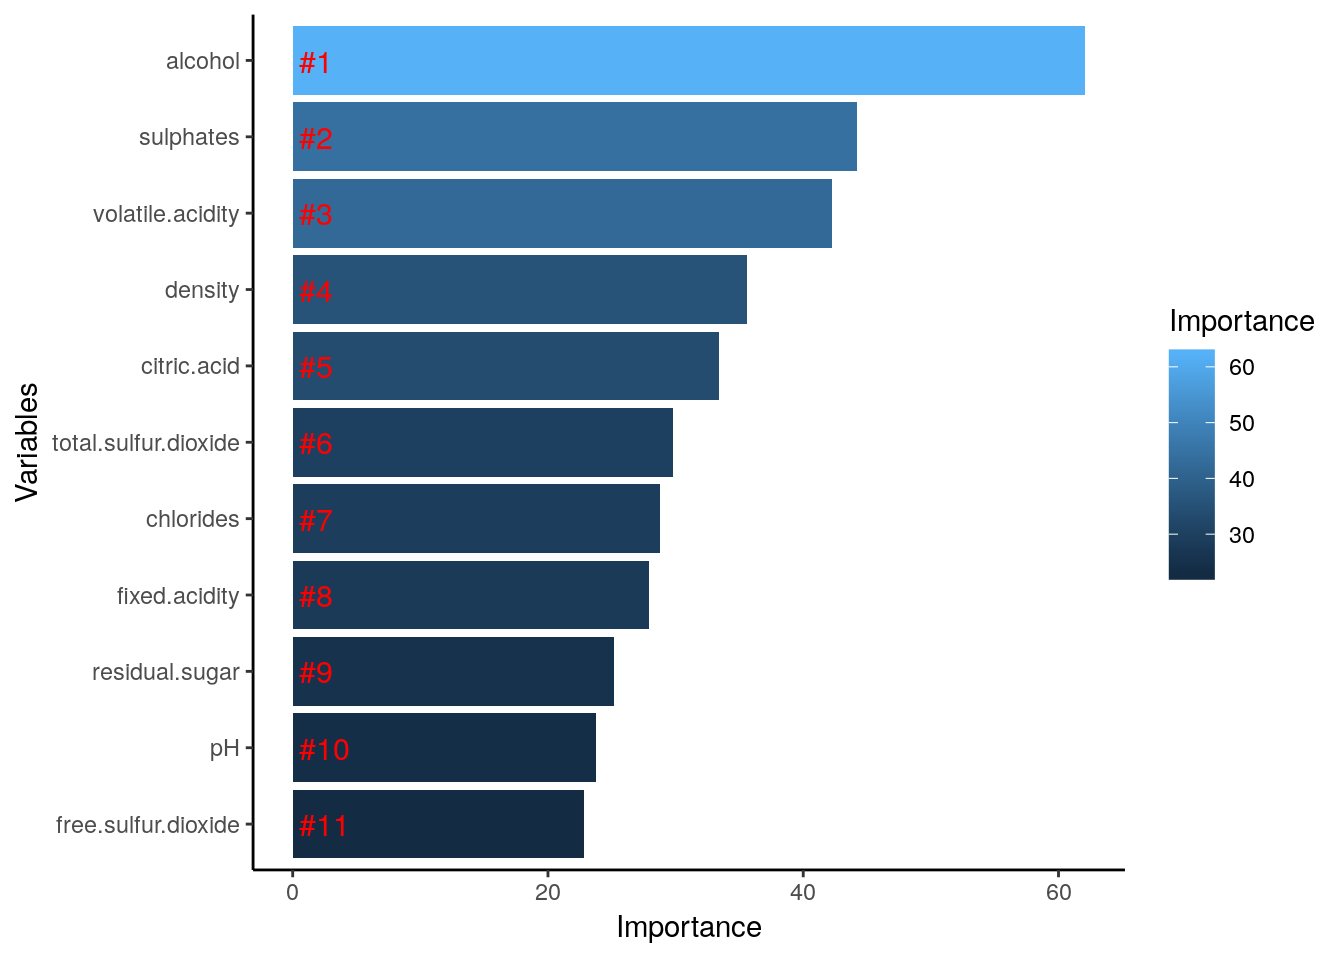 alcohol #1
sulphates #2
volatile.acidity #3
density #4
citric.acid #5
total.sulfur.dioxide #6
chlorides #7
fixed.acidity #8
residual.sugar #9
pH #10
free.sulfur.dioxide #11
Variables
0 20 40 60
Importance
Importance
60
50
40
30